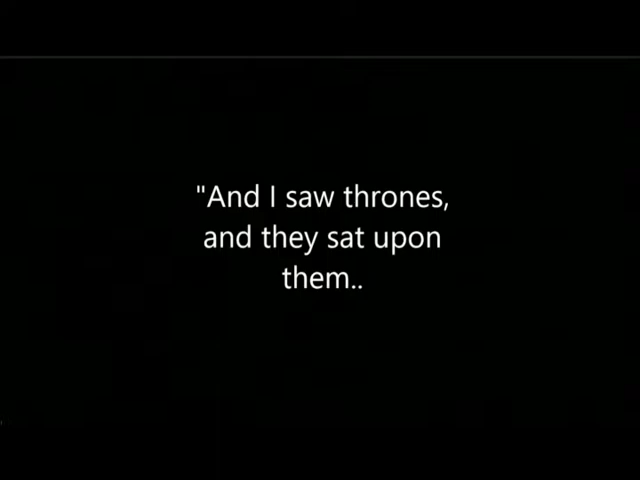 "And I saw thrones,
and they sat upon
them..